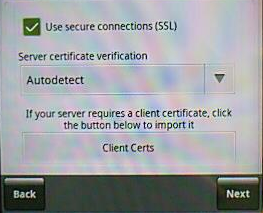 Use secure connections (SSL)
Server certificate verification
Autodetect
If your server requires a client certificate, click
the button below to import it
Client Certs
Back
Next